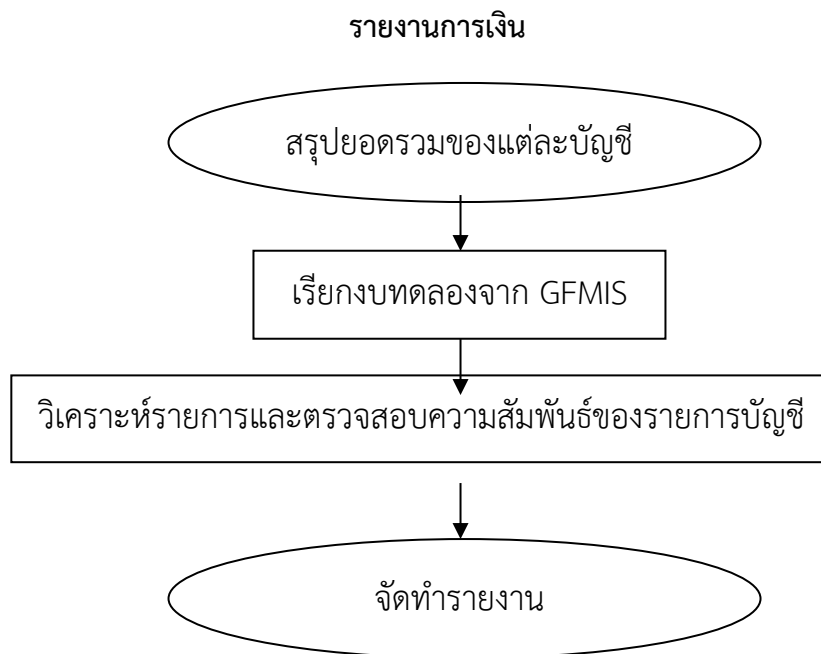 รายงานการเงิน
สรุปยอดรวมของแต่ละบัญชี
เรียกงบทดลองจาก GFMIS
วิเคราะห์รายการและตรวจสอบความสัมพันธ์ของรายการบัญชี
จัดทำรายงาน